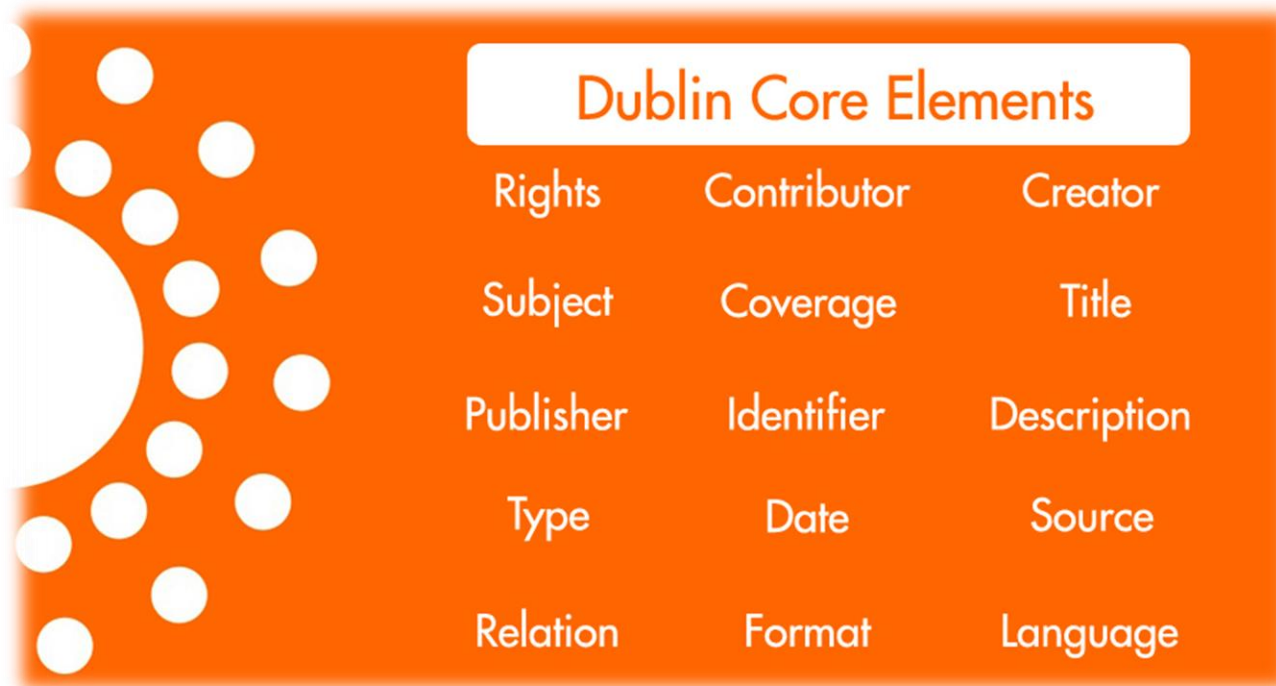 Dublin Core Elements
Rights Contributor Creator
Subject Coverage Title
Publisher Identifier Description
Type Date Source
Relation Format Language